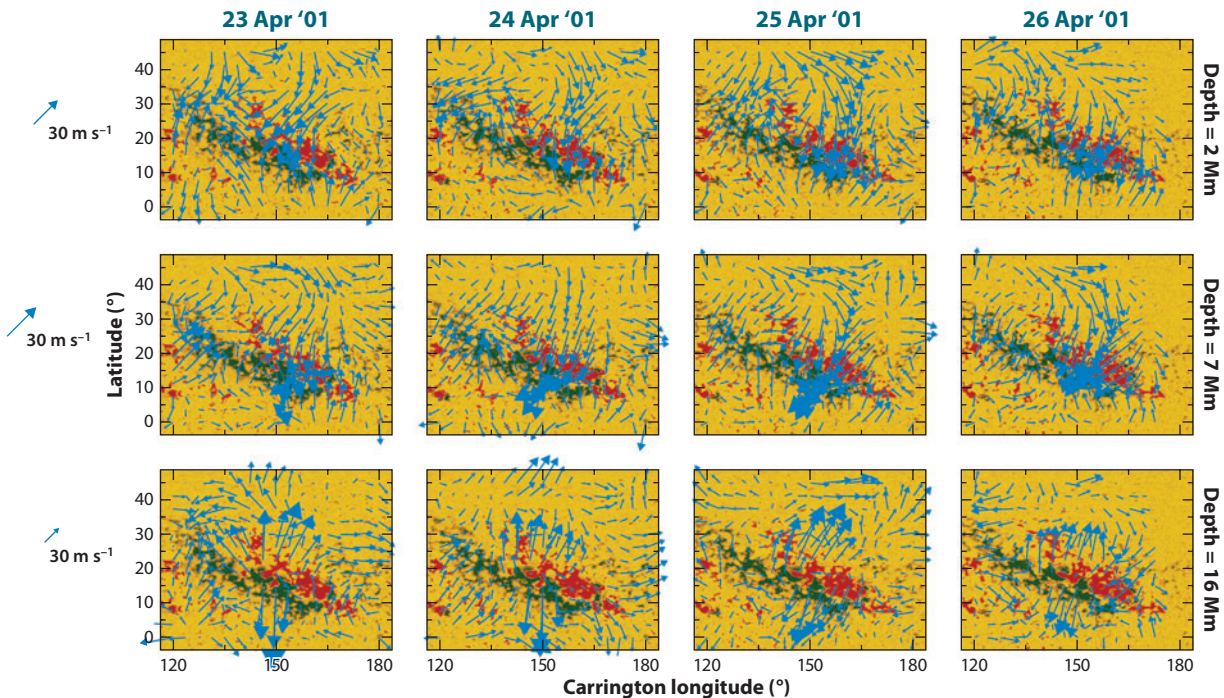 23 Apr ‘01
24 Apr ‘01
25 Apr ‘01
26 Apr ‘01
40
30
20
10
0
30 m s–1
Depth = 2 Mm
40
30
20
10
0
30 m s–1
Latitude (°)
Depth = 7 Mm
40
30
20
10
0
30 m s–1
Depth = 16 Mm
120 150 180 120 150 180 120 150 180 120 150 180
Carrington longitude (°)